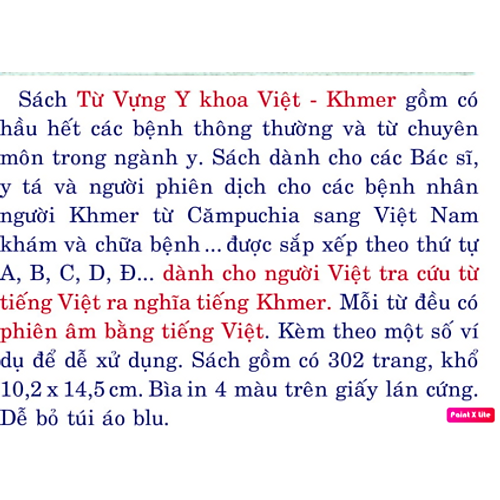 Sách Từ Vựng Y khoa Việt - Khmer gồm có
hầu hết các bệnh thông thường và từ chuyên
môn trong ngành y. Sách dành cho các Bác sĩ,
y tá và người phiên dịch cho các bệnh nhân
người Khmer từ Cămpuchia sang Việt Nam
khám và chữa bệnh ... được sắp xếp theo thứ tự
A, B, C, D, Đ... dành cho người Việt tra cứu từ
tiếng Việt ra nghĩa tiếng Khmer. Mỗi từ đều có
phiên âm bằng tiếng Việt. Kèm theo một số ví
dụ để dễ xử dụng. Sách gồm có 302 trang, khổ
10,2 x 14,5 cm. Bìa in 4 màu trên giấy lán cứng.
Dễ bỏ túi áo blu.
Paint X Lite